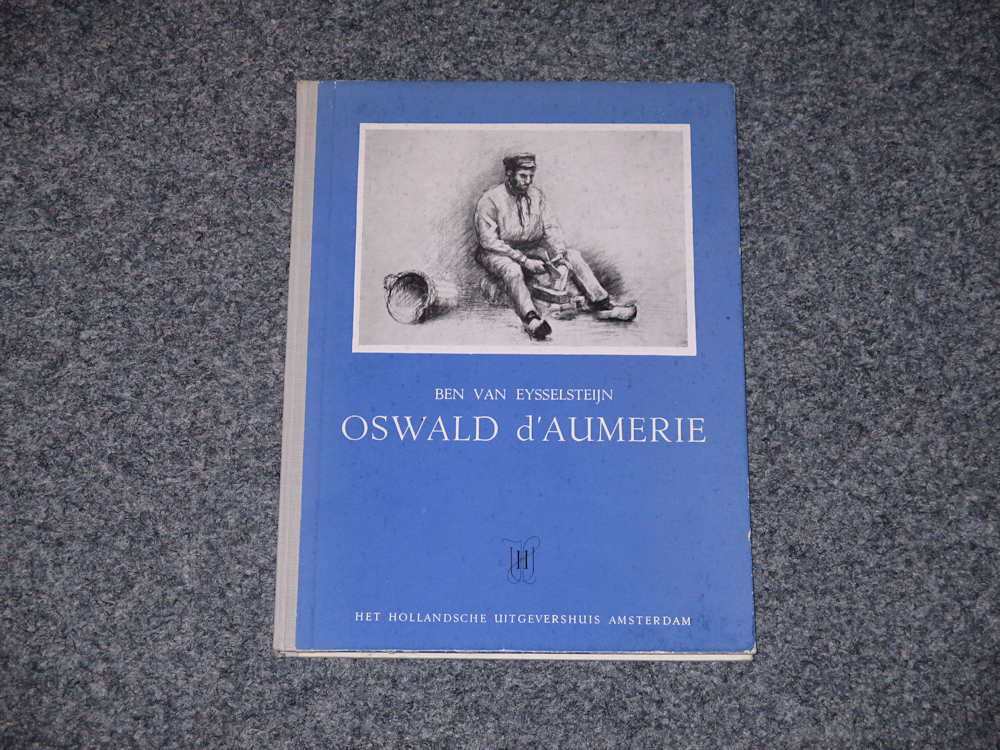 BEN VAN EYSSELSTEIJN
OSWALD d'AUMERIE
H
HET HOLLANDSCHE UITGEVERSHUIS AMSTERDAM